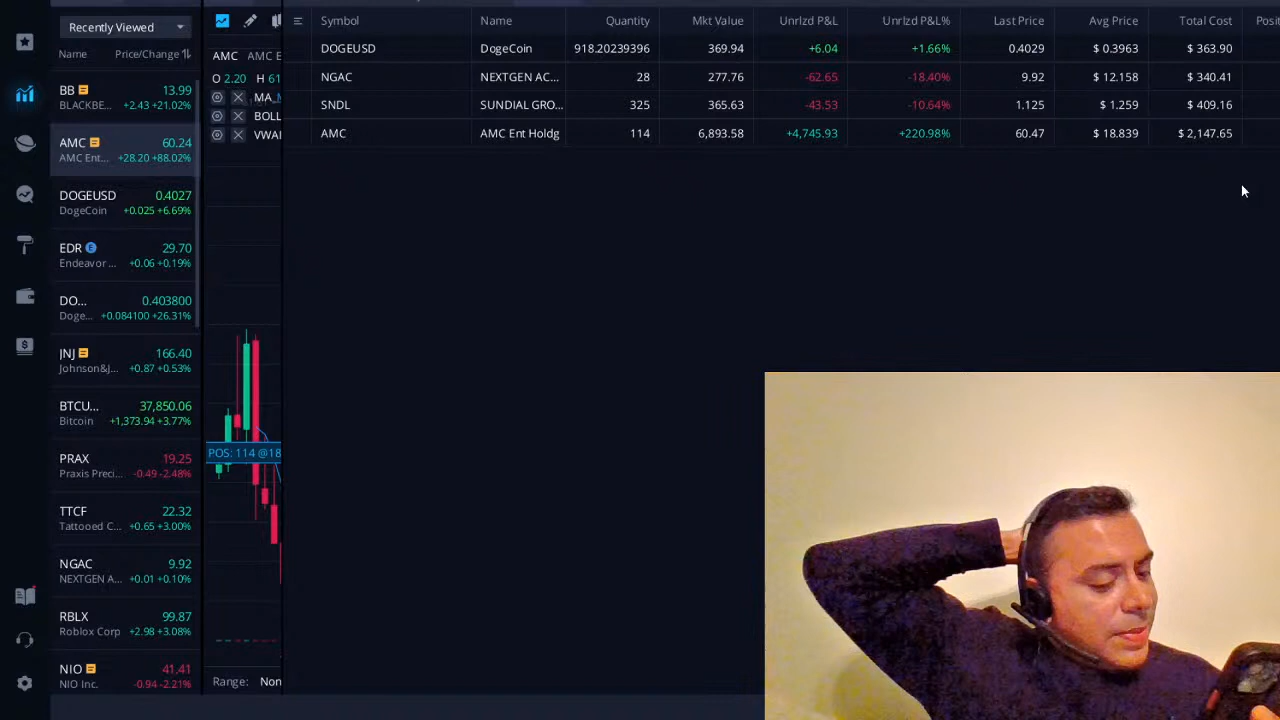 Recently Viewed
Name Price/Change
BB 13.99
BLACKBE... +2.43 +21.02%
AMC 60.24
AMC Ent... +28.20 +88.02%
DOGEUSD 0.4027
DogeCoin +0.025 +6.69%
EDR E 29.70
Endeavor ... +0.06 +0.19%
DO... 0.403800
Doge... +0.084100 +26.31%
JNJ 166.40
Johnson&J... +0.87 +0.53%
BTCU... 37,850.06
Bitcoin +1,373.94 +3.77%
PRAX 19.25
Praxis Preci... -0.49 -2.48%
TTCF 22.32
Tattooed C... +0.65 +3.00%
NGAC 9.92
NEXTGEN A... +0.01 +0.10%
RBLX 99.87
Roblox Corp +2.98 +3.08%
NIO 41.41
NIO Inc. -0.94 -2.21%
AMC AMC E
O 2.20 H 61
MA_
BOLL
VWA
POS: 114 @18
Range: Non
Symbol Name Quantity Mkt Value Unrlzd P&L Unrlzd P&L% Last Price Avg Price Total Cost Posi
DOGEUSD DogeCoin 918.20239396 369.94 +6.04 +1.66% 0.4029 $ 0.3963 $ 363.90
NGAC NEXTGEN AC... 28 277.76 -62.65 -18.40% 9.92 $ 12.158 $ 340.41
SNDL SUNDIAL GRO... 325 365.63 -43.53 -10.64% 1.125 $ 1.259 $ 409.16
AMC AMC Ent Holdg 114 6,893.58 +4,745.93 +220.98% 60.47 $ 18.839 $ 2,147.65